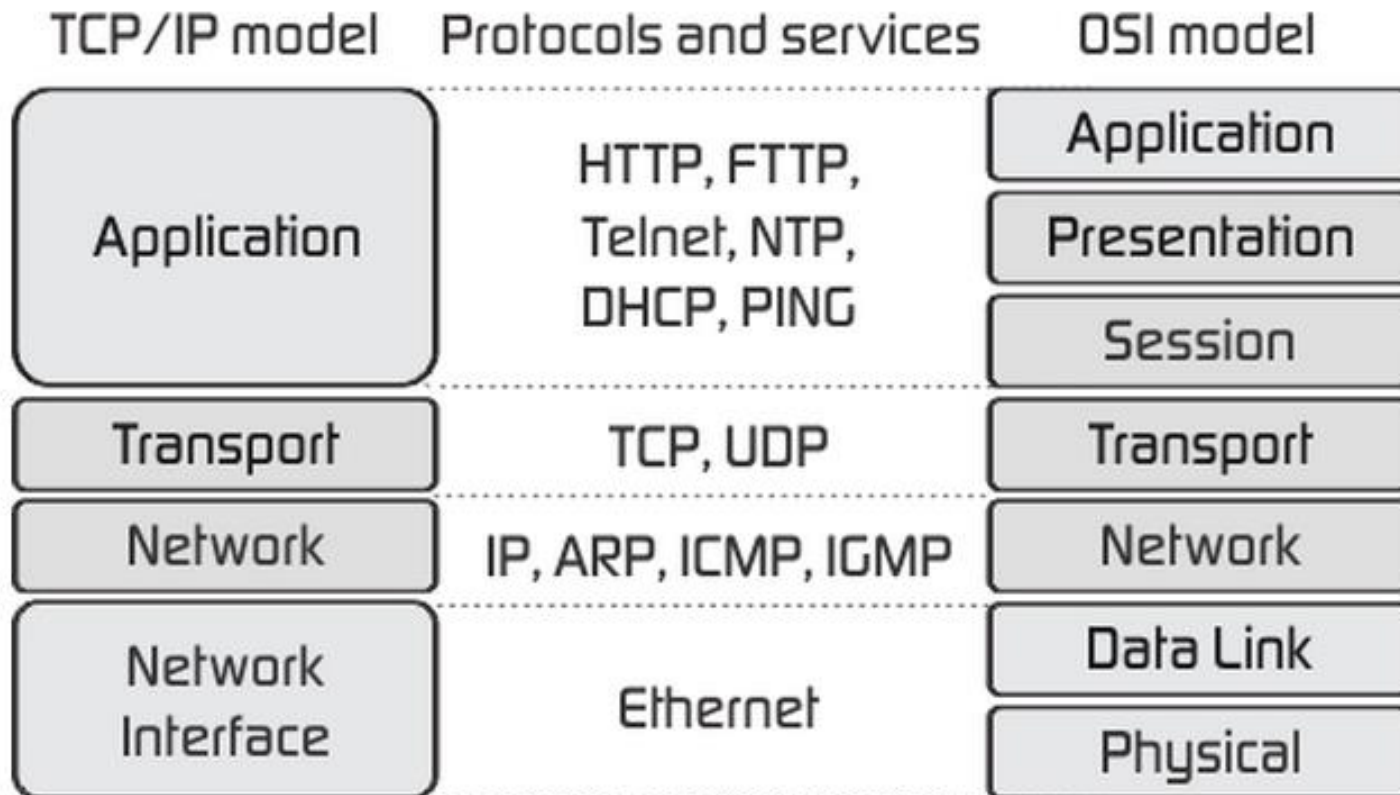 TCP/IP model Protocols and services OSI model
Application
HTTP, FTTP,
Telnet, NTP,
DHCP, PING
Application
Presentation
Session
Transport
TCP, UDP
Transport
Network
IP, ARP, ICMP, IGMP
Network
Network
Interface
Ethernet
Data Link
Physical